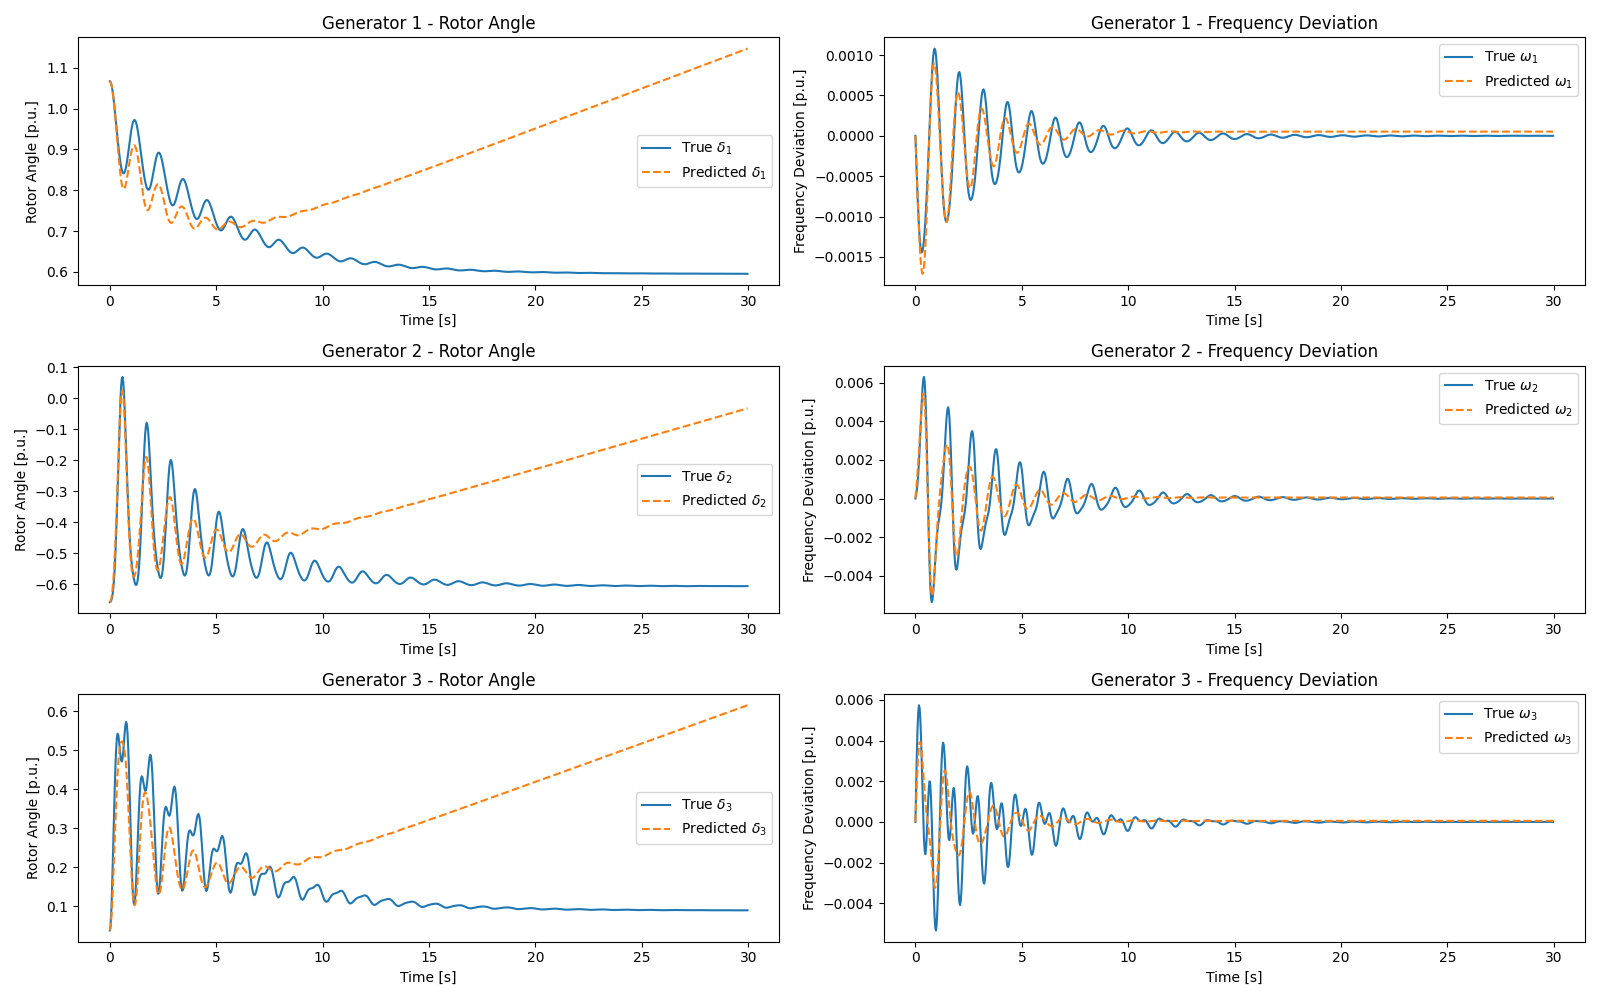 Generator 1 - Rotor Angle
Rotor Angle [p.u.]
1.1
1.0
0.9
0.8
0.7
0.6
True δ₁
Predicted δ₁
0 5 10 15 20 25 30
Time [s]
Generator 1 - Frequency Deviation
Frequency Deviation [p.u.]
0.0010
0.0005
0.0000
−0.0005
−0.0010
−0.0015
True ω₁
Predicted ω₁
0 5 10 15 20 25 30
Time [s]
Generator 2 - Rotor Angle
Rotor Angle [p.u.]
0.1
0.0
−0.1
−0.2
−0.3
−0.4
−0.5
−0.6
True δ₂
Predicted δ₂
0 5 10 15 20 25 30
Time [s]
Generator 2 - Frequency Deviation
Frequency Deviation [p.u.]
0.006
0.004
0.002
0.000
−0.002
−0.004
True ω₂
Predicted ω₂
0 5 10 15 20 25 30
Time [s]
Generator 3 - Rotor Angle
Rotor Angle [p.u.]
0.6
0.5
0.4
0.3
0.2
0.1
True δ₃
Predicted δ₃
0 5 10 15 20 25 30
Time [s]
Generator 3 - Frequency Deviation
Frequency Deviation [p.u.]
0.006
0.004
0.002
0.000
−0.002
−0.004
True ω₃
Predicted ω₃
0 5 10 15 20 25 30
Time [s]